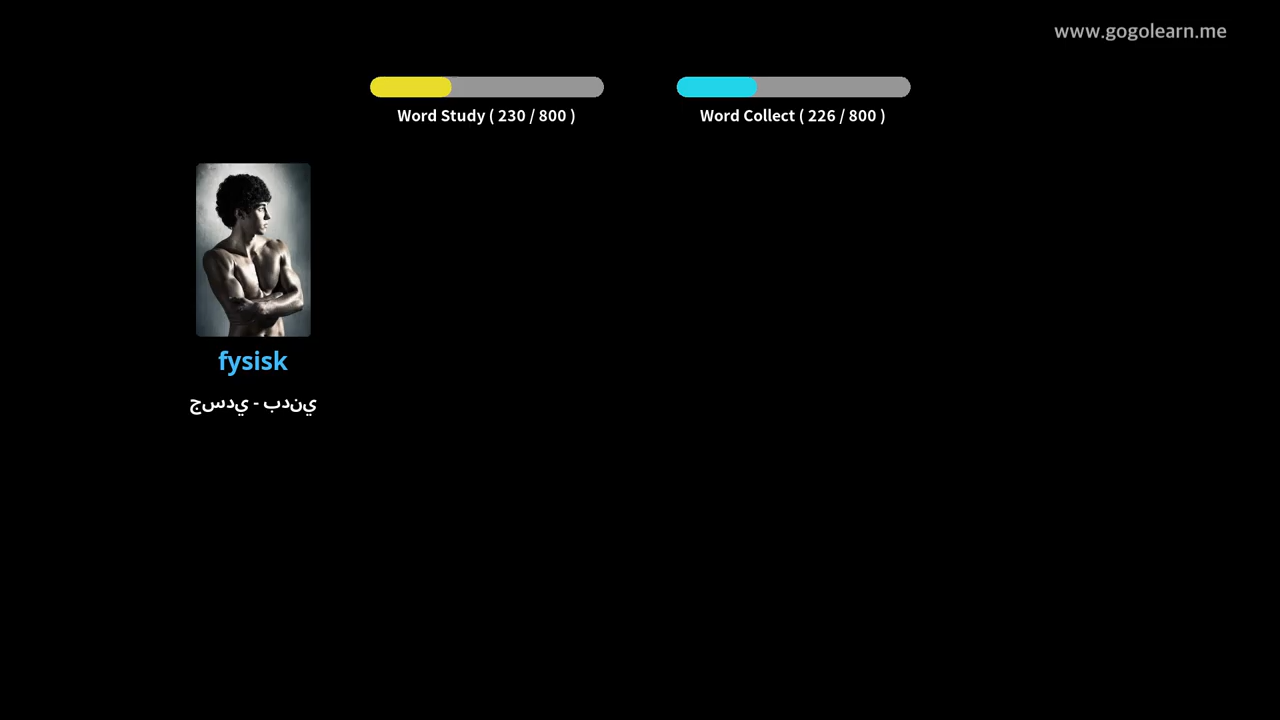 www.gogolearn.me
Word Study ( 230 / 800 )
Word Collect ( 226 / 800 )
fysisk
جسدي - بدني